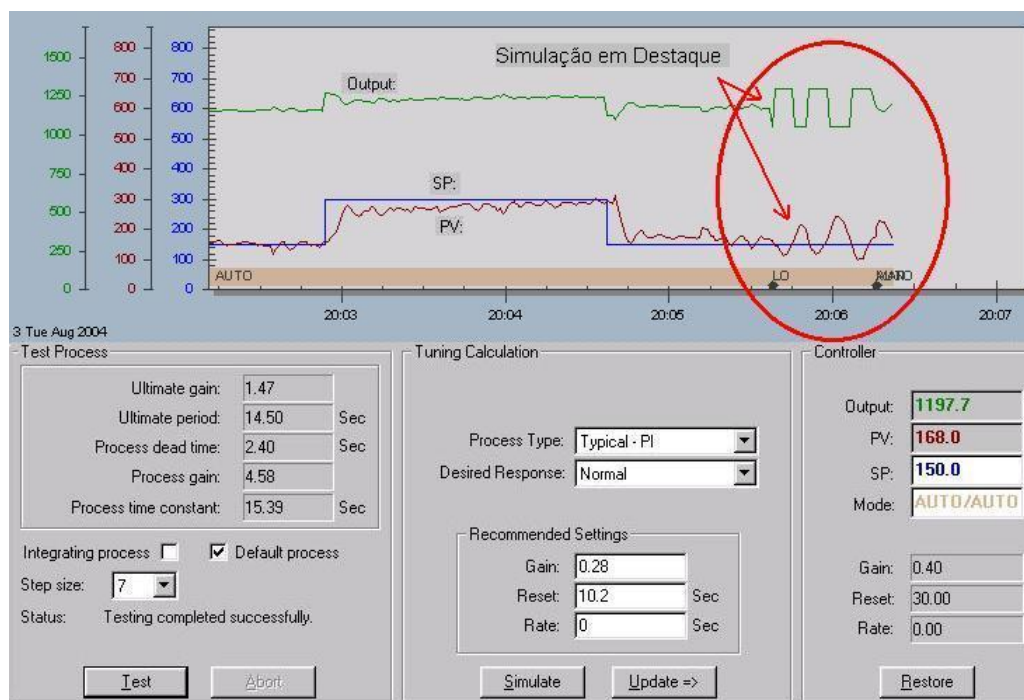 Simulação em Destaque
1500 800 800
700 700
1250 600 600
1000 500 500
750 400 400
500 300 300
200 200
250 100 100
0 0 0
Output:
SP:
PV:
AUTO LO
20:03 20:04 20:05 20:06 20:07
3 Tue Aug 2004
Test Process
Ultimate gain: 1.47
Ultimate period: 14.50 Sec
Process dead time: 2.40 Sec
Process gain: 4.58
Process time constant: 15.39 Sec
Integrating process Default process
Step size: 7
Status: Testing completed successfully.
Test Abort
Tuning Calculation
Process Type: Typical - PI
Desired Response: Normal
Recommended Settings
Gain: 0.28
Reset: 10.2 Sec
Rate: 0 Sec
Simulate Update =>
Controller
Output: 1197.7
PV: 168.0
SP: 150.0
Mode: AUTO/AUTO
Gain: 0.40
Reset: 30.00
Rate: 0.00
Restore